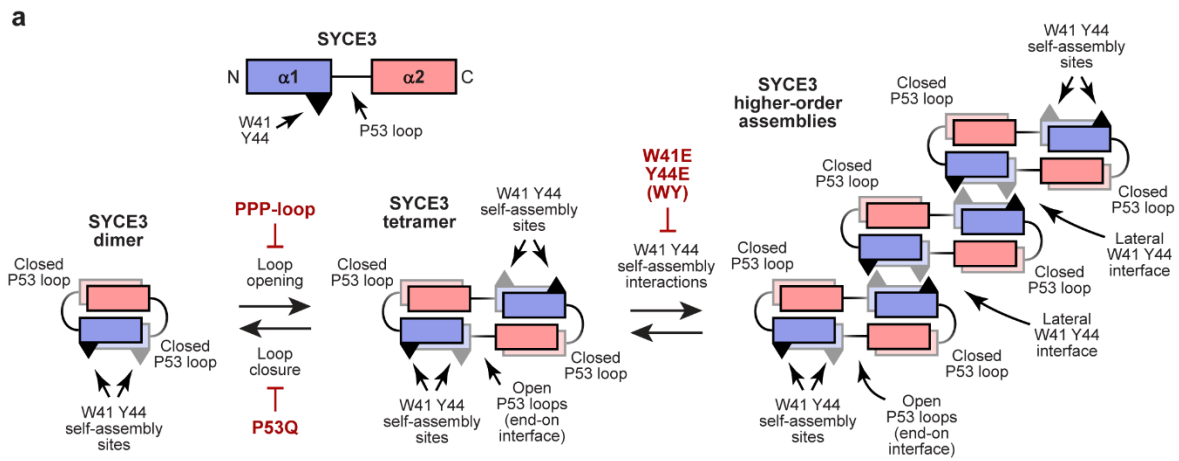 a
SYCE3
N
α1
α2
C
W41
Y44
P53 loop
SYCE3
dimer
Closed
P53 loop
Closed
P53 loop
W41 Y44
self-assembly
sites
PPP-loop
Loop
opening
Loop
closure
P53Q
SYCE3
tetramer
W41 Y44
self-assembly
sites
Closed
P53 loop
Closed
P53 loop
W41 Y44
self-assembly
sites
Open
P53 loops
(end-on
interface)
W41E
Y44E
(WY)
W41 Y44
self-assembly
interactions
SYCE3
higher-order
assemblies
W41 Y44
self-assembly
sites
Closed
P53 loop
Closed
P53 loop
Closed
P53 loop
Lateral
W41 Y44
interface
Closed
P53 loop
Closed
P53 loop
Lateral
W41 Y44
interface
Closed
P53 loop
W41 Y44
self-assembly
sites
Open
P53 loops
(end-on
interface)